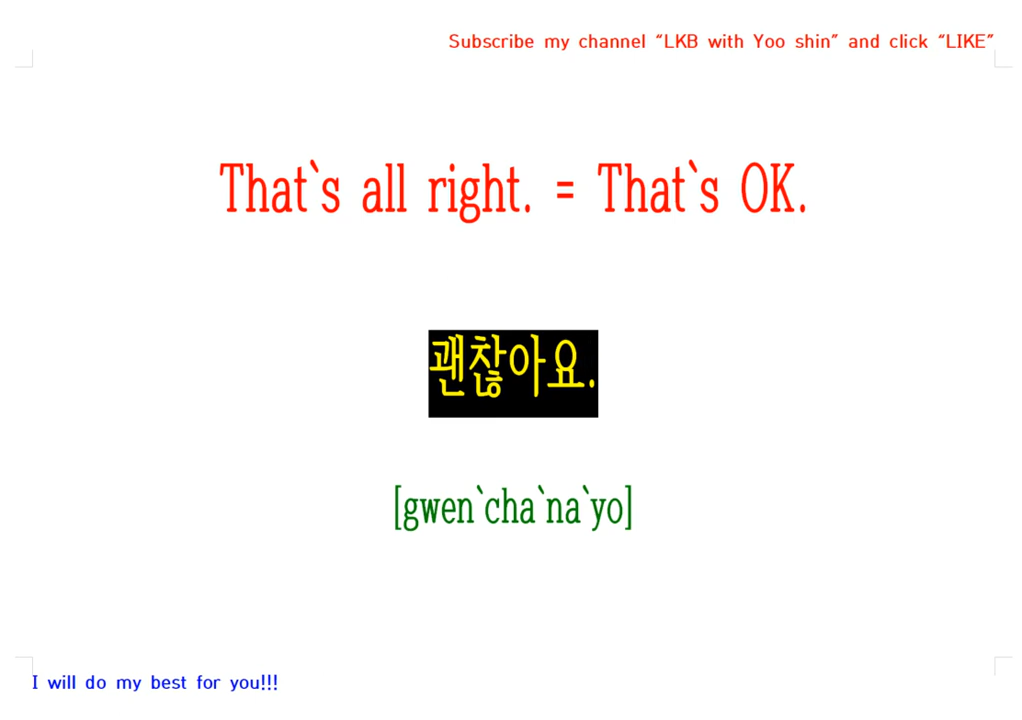 Subscribe my channel “LKB with Yoo shin” and click “LIKE”
That`s all right. = That`s OK.
괜찮아요.
[gwen`cha`na`yo]
I will do my best for you!!!